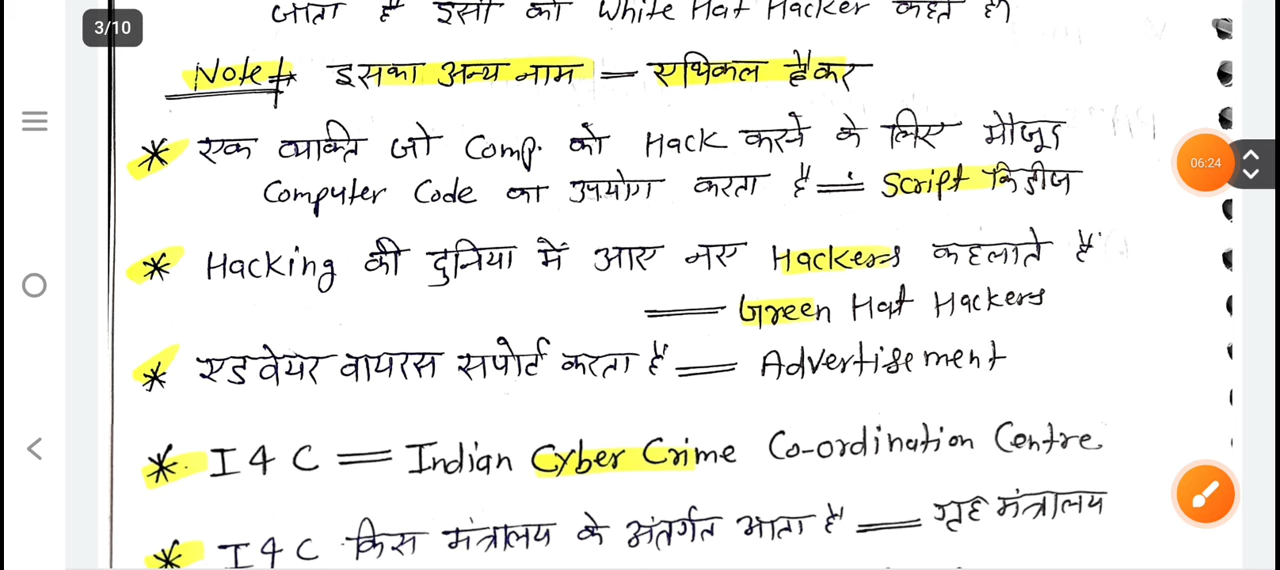 3/10
जाता है इसी को White Hat Hacker कहते है।
Note → इसका अन्य नाम = एथिकल हैकर
* एक व्यक्ति जो Comp. को Hack करने के लिए मौजूद
06:24
Computer Code का उपयोग करता है = Script किडीज
* Hacking की दुनिया में आए नए Hackers कहलाते है
= Green Hat Hackers
* एडवेयर वायरस सपोर्ट करता है = Advertisement
* I4C = Indian Cyber Crime Co-ordination Centre
* I4C किस मंत्रालय के अंतर्गत आता है = गृह मंत्रालय